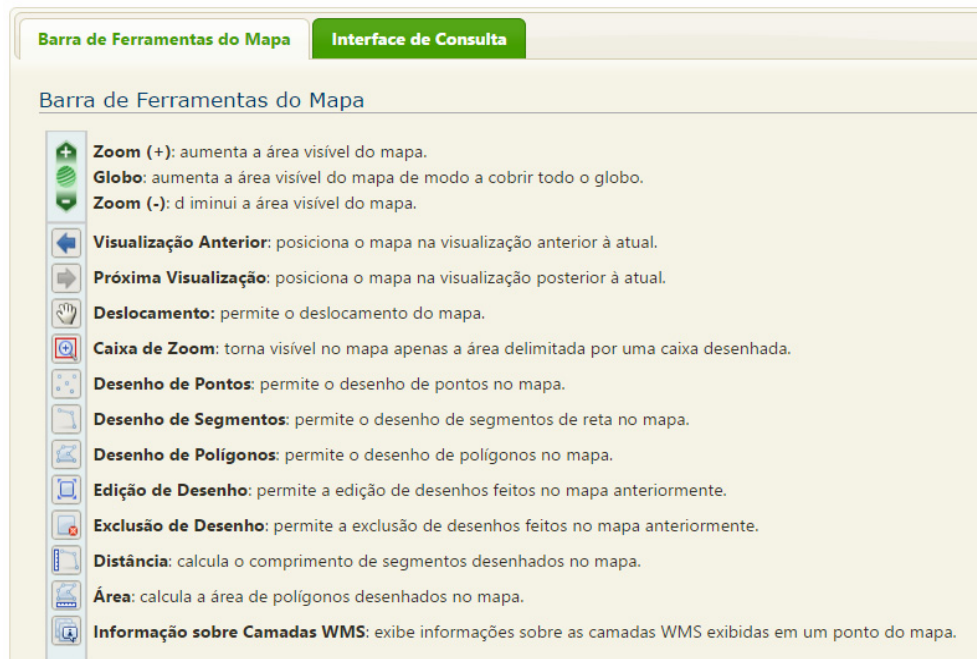 Barra de Ferramentas do Mapa
Interface de Consulta
Barra de Ferramentas do Mapa
Zoom (+): aumenta a área visível do mapa.
Globo: aumenta a área visível do mapa de modo a cobrir todo o globo.
Zoom (-): d iminui a área visível do mapa.
Visualização Anterior: posiciona o mapa na visualização anterior à atual.
Próxima Visualização: posiciona o mapa na visualização posterior à atual.
Deslocamento: permite o deslocamento do mapa.
Caixa de Zoom: torna visível no mapa apenas a área delimitada por uma caixa desenhada.
Desenho de Pontos: permite o desenho de pontos no mapa.
Desenho de Segmentos: permite o desenho de segmentos de reta no mapa.
Desenho de Polígonos: permite o desenho de polígonos no mapa.
Edição de Desenho: permite a edição de desenhos feitos no mapa anteriormente.
Exclusão de Desenho: permite a exclusão de desenhos feitos no mapa anteriormente.
Distância: calcula o comprimento de segmentos desenhados no mapa.
Área: calcula a área de polígonos desenhados no mapa.
Informação sobre Camadas WMS: exibe informações sobre as camadas WMS exibidas em um ponto do mapa.